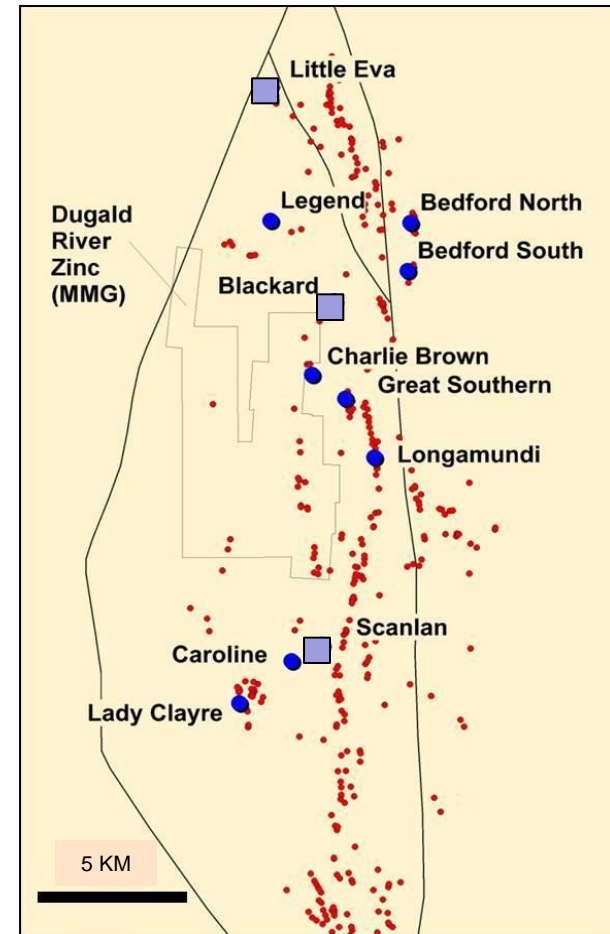 Little Eva
Legend
Bedford North
Dugald
River
Zinc
(MMG)
Bedford South
Blackard
Charlie Brown
Great Southern
Longamundi
Scanlan
Caroline
Lady Clayre
5 KM